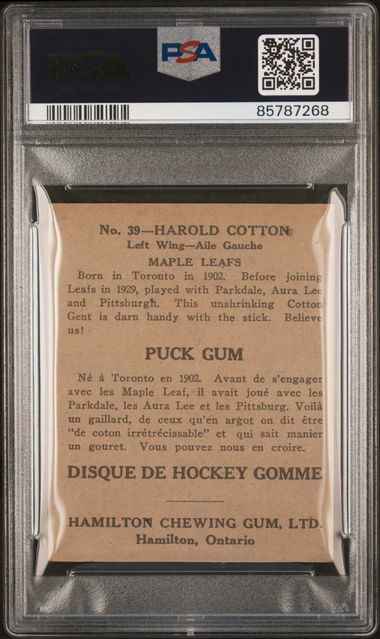 PSA
PSA
85787268
No. 39—HAROLD COTTON
Left Wing—Aile Gauche
MAPLE LEAFS
Born in Toronto in 1902. Before joining
Leafs in 1929, played with Parkdale, Aura Lee
and Pittsburgh. This unshrinking Cotton
Gent is darn handy with the stick. Believe
us!
PUCK GUM
Né à Toronto en 1902. Avant de s'engager
avec les Maple Leaf, il avait joué avec les
Parkdale, les Aura Lee et les Pittsburg. Voilà
un gaillard, de ceux qu'en argot on dit être
"de coton irrétrécissable" et qui sait manier
un gouret. Vous pouvez nous en croire.
DISQUE DE HOCKEY GOMME
HAMILTON CHEWING GUM, LTD.
Hamilton, Ontario